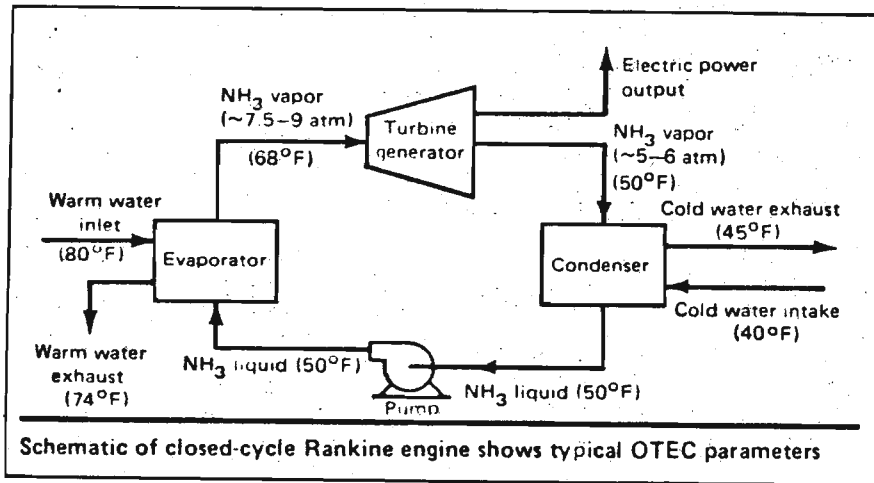 Electric power
output
NH₃ vapor
(~7.5–9 atm)
(68°F)
Turbine
generator
NH₃ vapor
(~5–6 atm)
(50°F)
Warm water
inlet
(80°F)
Evaporator
Cold water exhaust
(45°F)
Condenser
Cold water intake
(40°F)
Warm water
exhaust
(74°F)
NH₃ liquid (50°F)
Pump
NH₃ liquid (50°F)
Schematic of closed-cycle Rankine engine shows typical OTEC parameters